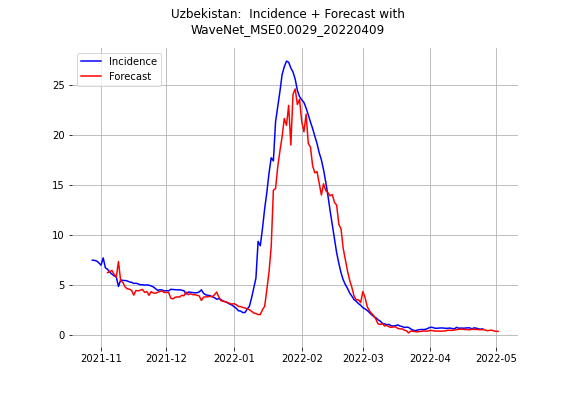 Uzbekistan:  Incidence + Forecast with
WaveNet_MSE0.0029_20220409
Incidence
Forecast
25
20
15
10
5
0
2021-11 2021-12 2022-01 2022-02 2022-03 2022-04 2022-05